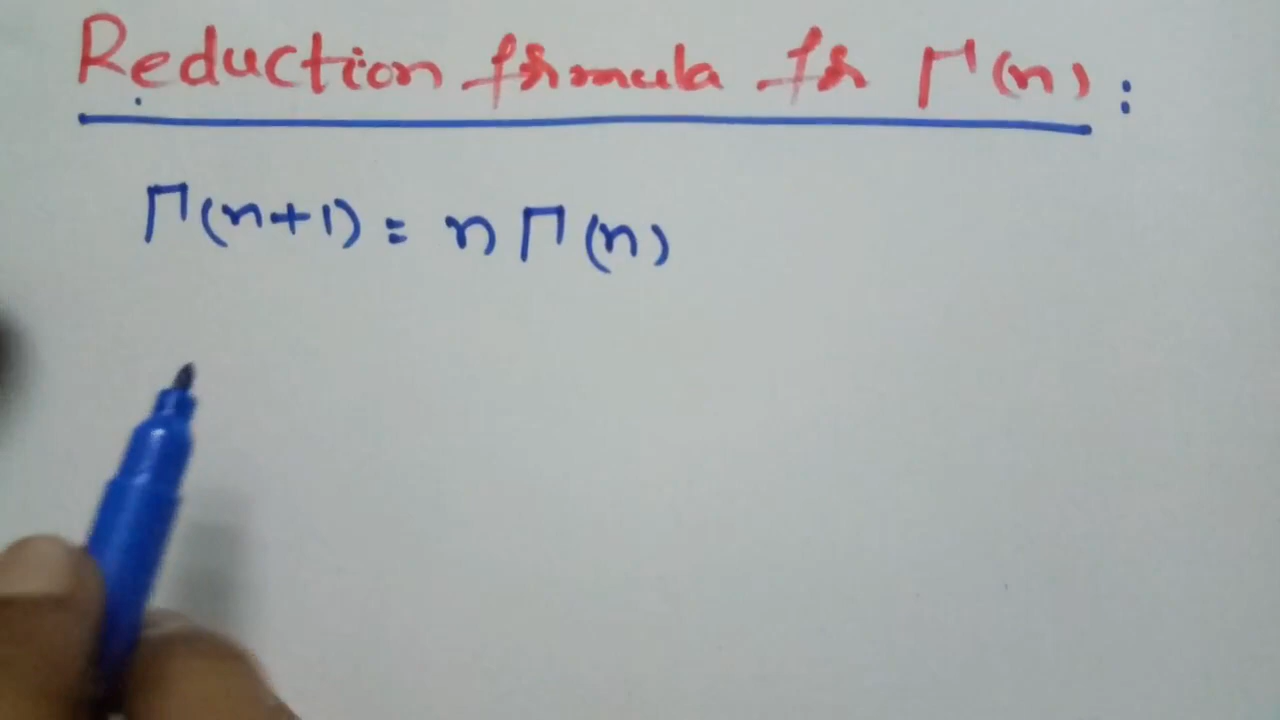 Reduction formula for Γ(n) :
Γ(n+1) = n Γ(n)